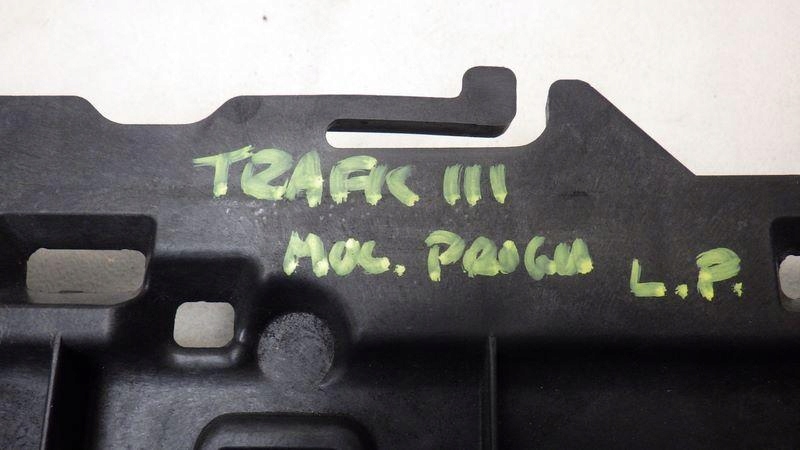 TRAFIC III
MOC. PROGU
L.P.